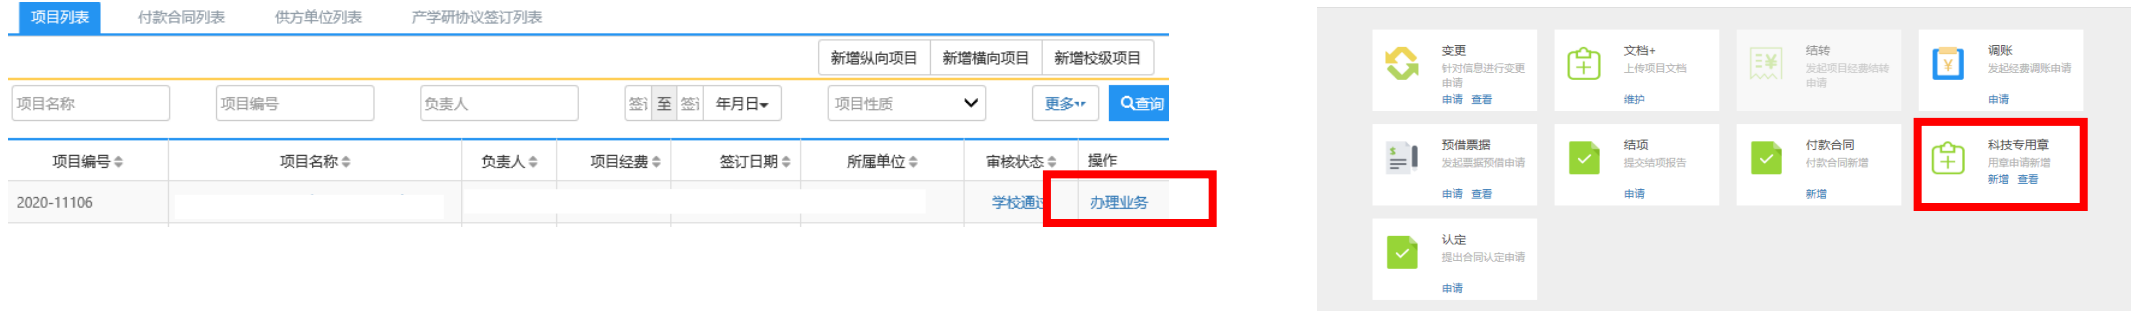 项目列表 付款合同列表 供方单位列表 产学研协议签订列表
新增纵向项目 新增横向项目 新增校级项目
项目名称 项目编号 负责人 至 年月日 项目性质 更多 查询
项目编号 项目名称 负责人 项目经费 签订日期 所属单位 审核状态 操作
2020-11106 学校通过 办理业务
变更
针对信息进行变更
申请
申请 查看
文档+
上传项目文档
维护
结转
发起项目经费结转
申请
调账
发起经费调账申请
申请
预借票据
发起票据预借申请
申请 查看
结项
提交结项报告
申请
付款合同
付款合同新增
新增
科技专用章
用章申请新增
新增 查看
认定
提出合同认定申请
申请